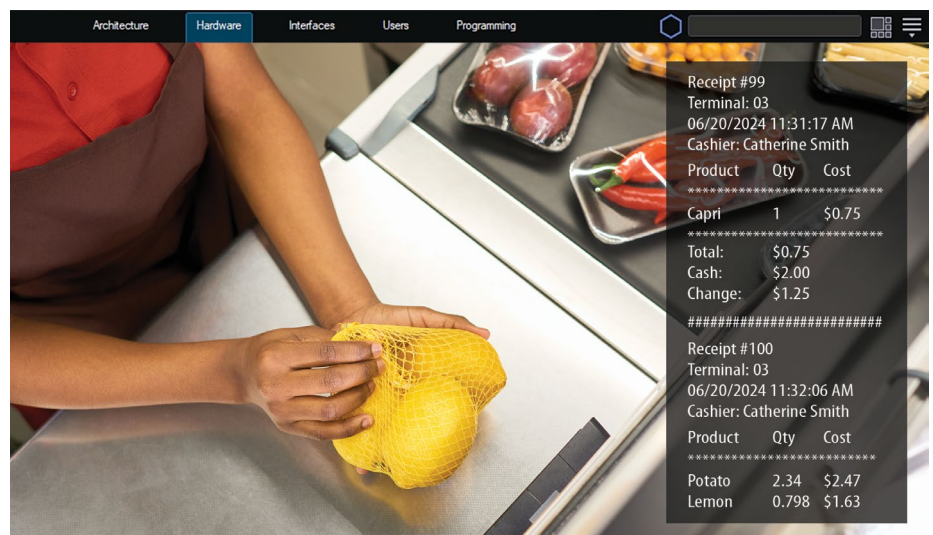 Architecture Hardware Interfaces Users Programming
Receipt #99
Terminal: 03
06/20/2024 11:31:17 AM
Cashier: Catherine Smith
Product Qty Cost
***************************
Capri 1 $0.75
***************************
Total: $0.75
Cash: $2.00
Change: $1.25
##########################
Receipt #100
Terminal: 03
06/20/2024 11:32:06 AM
Cashier: Catherine Smith
Product Qty Cost
**************************
Potato 2.34 $2.47
Lemon 0.798 $1.63